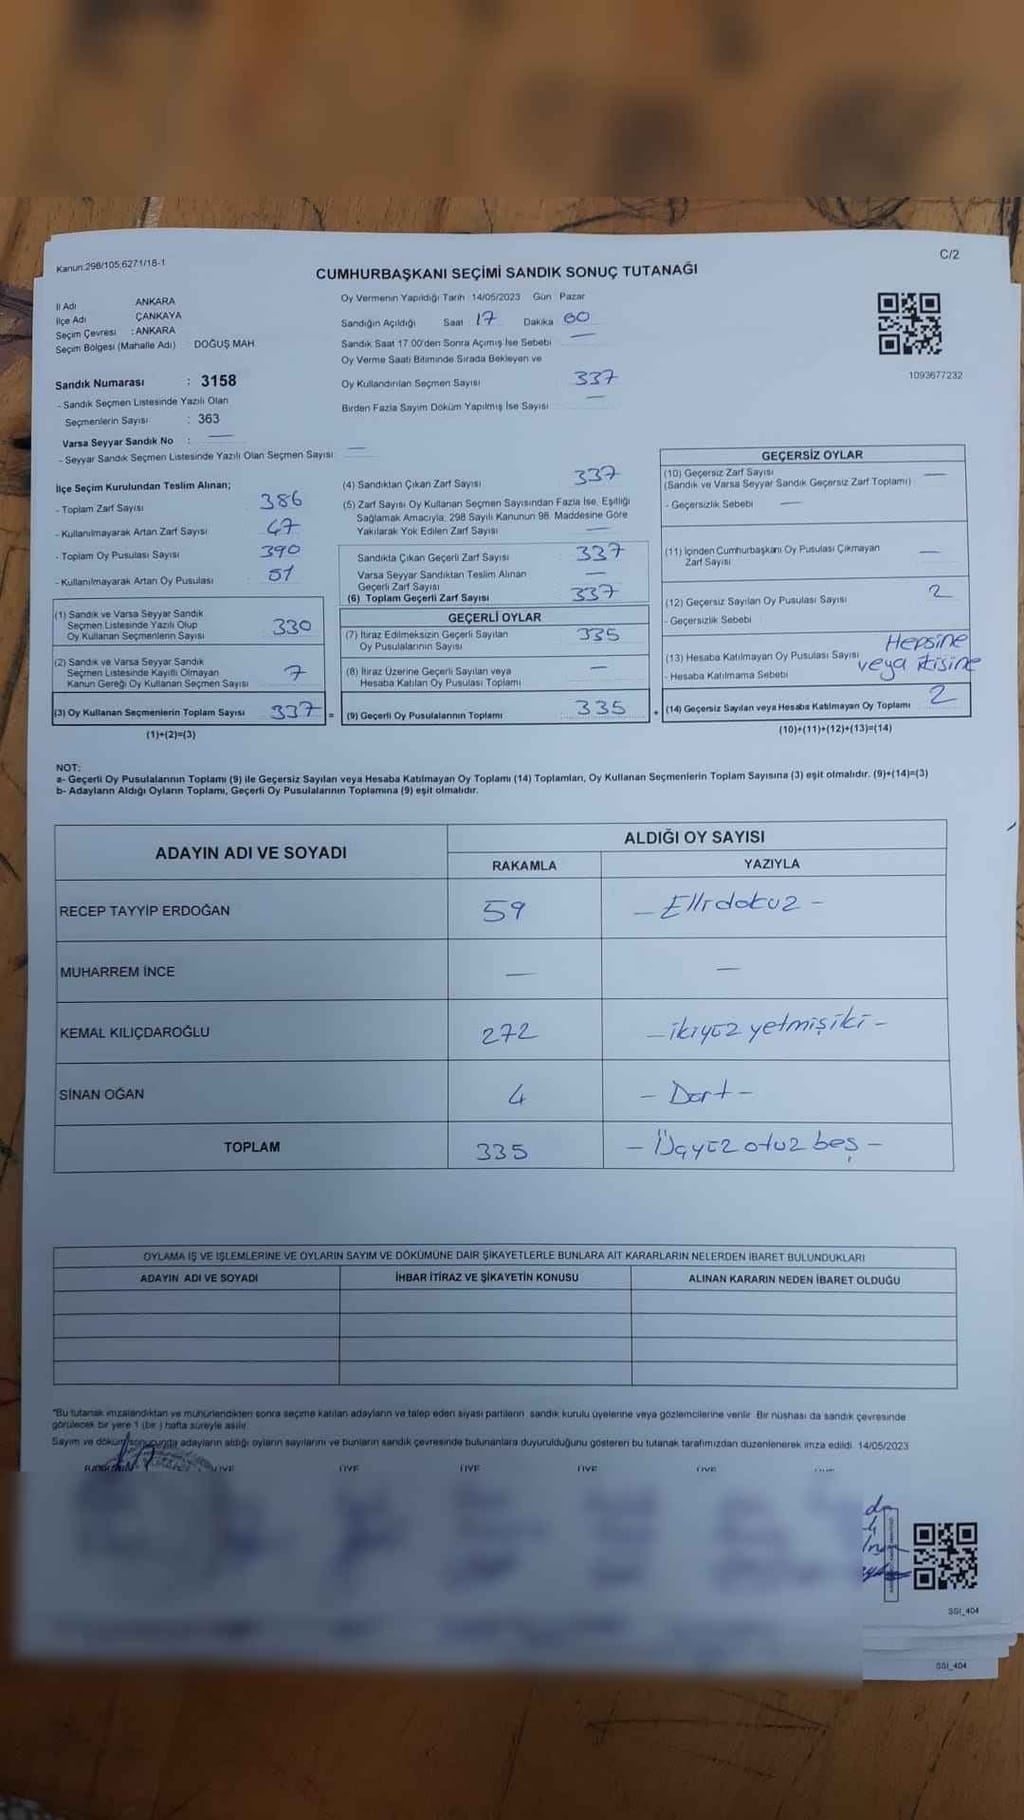 Kanun:298/105,6271/18-1
C/2
CUMHURBAŞKANI SEÇİMİ SANDIK SONUÇ TUTANAĞI
İl Adı ANKARA
İlçe Adı ÇANKAYA
Seçim Çevresi : ANKARA
Seçim Bölgesi (Mahalle Adı) DOĞUŞ MAH
Sandık Numarası : 3158
- Sandık Seçmen Listesinde Yazılı Olan
Seçmenlerin Sayısı : 363
Varsa Seyyar Sandık No : —
- Seyyar Sandık Seçmen Listesinde Yazılı Olan Seçmen Sayısı —
Oy Vermenin Yapıldığı Tarih 14/05/2023 Gün Pazar
Sandığın Açıldığı Saat 17 Dakika 00
Sandık Saat 17.00'den Sonra Açımış İse Sebebi —
Oy Verme Saati Bitiminde Sırada Bekleyen ve
Oy Kullandırılan Seçmen Sayısı 337
Birden Fazla Sayım Döküm Yapılmış İse Sayısı —
1093677232
İlçe Seçim Kurulundan Teslim Alınan;
- Toplam Zarf Sayısı 386
- Kullanılmayarak Artan Zarf Sayısı 47
- Toplam Oy Pusulası Sayısı 390
- Kullanılmayarak Artan Oy Pusulası 51
(1) Sandık ve Varsa Seyyar Sandık
Seçmen Listesinde Yazılı Olup
Oy Kullanan Seçmenlerin Sayısı 330
(2) Sandık ve Varsa Seyyar Sandık
Seçmen Listesinde Kayıtlı Olmayan
Kanun Gereği Oy Kullanan Seçmen Sayısı 7
(3) Oy Kullanan Seçmenlerin Toplam Sayısı 337 =
(1)+(2)=(3)
(4) Sandıktan Çıkan Zarf Sayısı 337
(5) Zarf Sayısı Oy Kullanan Seçmen Sayısından Fazla İse, Eşitliği
Sağlamak Amacıyla, 298 Sayılı Kanunun 98. Maddesine Göre
Yakılarak Yok Edilen Zarf Sayısı —
Sandıkta Çıkan Geçerli Zarf Sayısı 337
Varsa Seyyar Sandıktan Teslim Alınan
Geçerli Zarf Sayısı —
(6) Toplam Geçerli Zarf Sayısı 337
GEÇERLİ OYLAR
(7) İtiraz Edilmeksizin Geçerli Sayılan
Oy Pusulalarının Sayısı 335
(8) İtiraz Üzerine Geçerli Sayılan veya
Hesaba Katılan Oy Pusulası Toplamı —
(9) Geçerli Oy Pusulalarının Toplamı 335 +
GEÇERSİZ OYLAR
(10) Geçersiz Zarf Sayısı —
(Sandık ve Varsa Seyyar Sandık Geçersiz Zarf Toplamı)
- Geçersizlik Sebebi —
(11) İçinden Cumhurbaşkanı Oy Pusulası Çıkmayan
Zarf Sayısı —
(12) Geçersiz Sayılan Oy Pusulası Sayısı 2
- Geçersizlik Sebebi
Hepsine
(13) Hesaba Katılmayan Oy Pusulası Sayısı veya ikisine
- Hesaba Katılmama Sebebi
(14) Geçersiz Sayılan veya Hesaba Katılmayan Oy Toplamı 2
(10)+(11)+(12)+(13)=(14)
NOT:
a- Geçerli Oy Pusulalarının Toplamı (9) ile Geçersiz Sayılan veya Hesaba Katılmayan Oy Toplamı (14) Toplamları, Oy Kullanan Seçmenlerin Toplam Sayısına (3) eşit olmalıdır. (9)+(14)=(3)
b- Adayların Aldığı Oyların Toplamı, Geçerli Oy Pusulalarının Toplamına (9) eşit olmalıdır.
ADAYIN ADI VE SOYADI
ALDIĞI OY SAYISI
RAKAMLA YAZIYLA
RECEP TAYYİP ERDOĞAN 59 — Ellidokuz —
MUHARREM İNCE — —
KEMAL KILIÇDAROĞLU 272 — ikiyüz yetmişiki —
SİNAN OĞAN 4 — Dört —
TOPLAM 335 — Üçyüz otuz beş —
OYLAMA İŞ VE İŞLEMLERİNE VE OYLARIN SAYIM VE DÖKÜMÜNE DAİR ŞİKAYETLERLE BUNLARA AİT KARARLARIN NELERDEN İBARET BULUNDUKLARI
ADAYIN ADI VE SOYADI İHBAR İTİRAZ VE ŞİKAYETİN KONUSU ALINAN KARARIN NEDEN İBARET OLDUĞU
"Bu tutanak imzalandıktan ve mühürlendikten sonra seçime katılan adayların ve talep eden siyasi partilerin sandık kurulu üyelerine veya gözlemcilerine verilir. Bir nüshası da sandık çevresinde
görülecek bir yere 1 (bir ) hafta süreyle asılır.
Sayım ve döküm sonucunda adayların aldığı oyların sayılarını ve bunların sandık çevresinde bulunanlara duyurulduğunu gösteren bu tutanak tarafımızdan düzenlenerek imza edildi. 14/05/2023
ÜYE ÜYE ÜYE ÜYE ÜYE
SSI_404
SSI_404